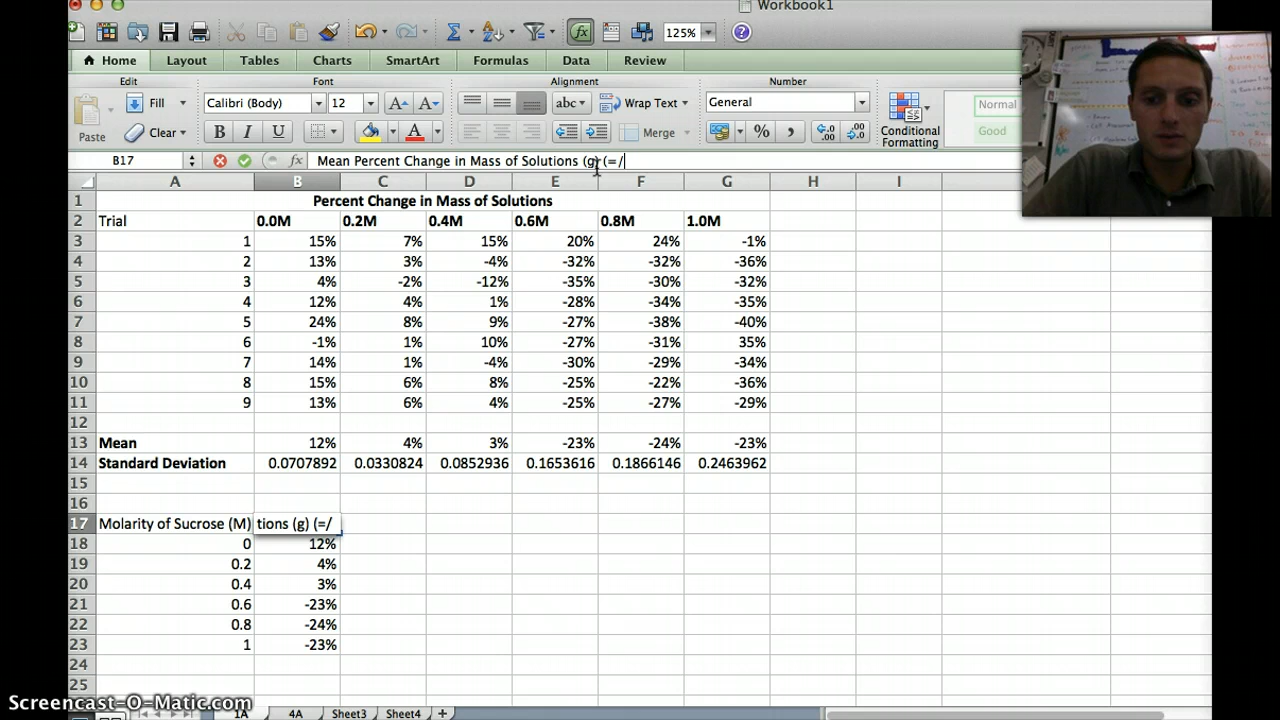 Workbook1
125%
Home Layout Tables Charts SmartArt Formulas Data Review
Edit Font Alignment Number
Fill Calibri (Body) 12 A A abc Wrap Text General Normal
Paste Clear B I U A Merge % , Conditional Formatting Good
B17 fx Mean Percent Change in Mass of Solutions (g) (=/
A B C D E F G H I
1 Percent Change in Mass of Solutions
2 Trial 0.0M 0.2M 0.4M 0.6M 0.8M 1.0M
3 1 15% 7% 15% 20% 24% -1%
4 2 13% 3% -4% -32% -32% -36%
5 3 4% -2% -12% -35% -30% -32%
6 4 12% 4% 1% -28% -34% -35%
7 5 24% 8% 9% -27% -38% -40%
8 6 -1% 1% 10% -27% -31% 35%
9 7 14% 1% -4% -30% -29% -34%
10 8 15% 6% 8% -25% -22% -36%
11 9 13% 6% 4% -25% -27% -29%
12
13 Mean 12% 4% 3% -23% -24% -23%
14 Standard Deviation 0.0707892 0.0330824 0.0852936 0.1653616 0.1866146 0.2463962
15
16
17 Molarity of Sucrose (M) tions (g) (=/
18 0 12%
19 0.2 4%
20 0.4 3%
21 0.6 -23%
22 0.8 -24%
23 1 -23%
24
25
Screencast-O-Matic.com
1A 4A Sheet3 Sheet4 +